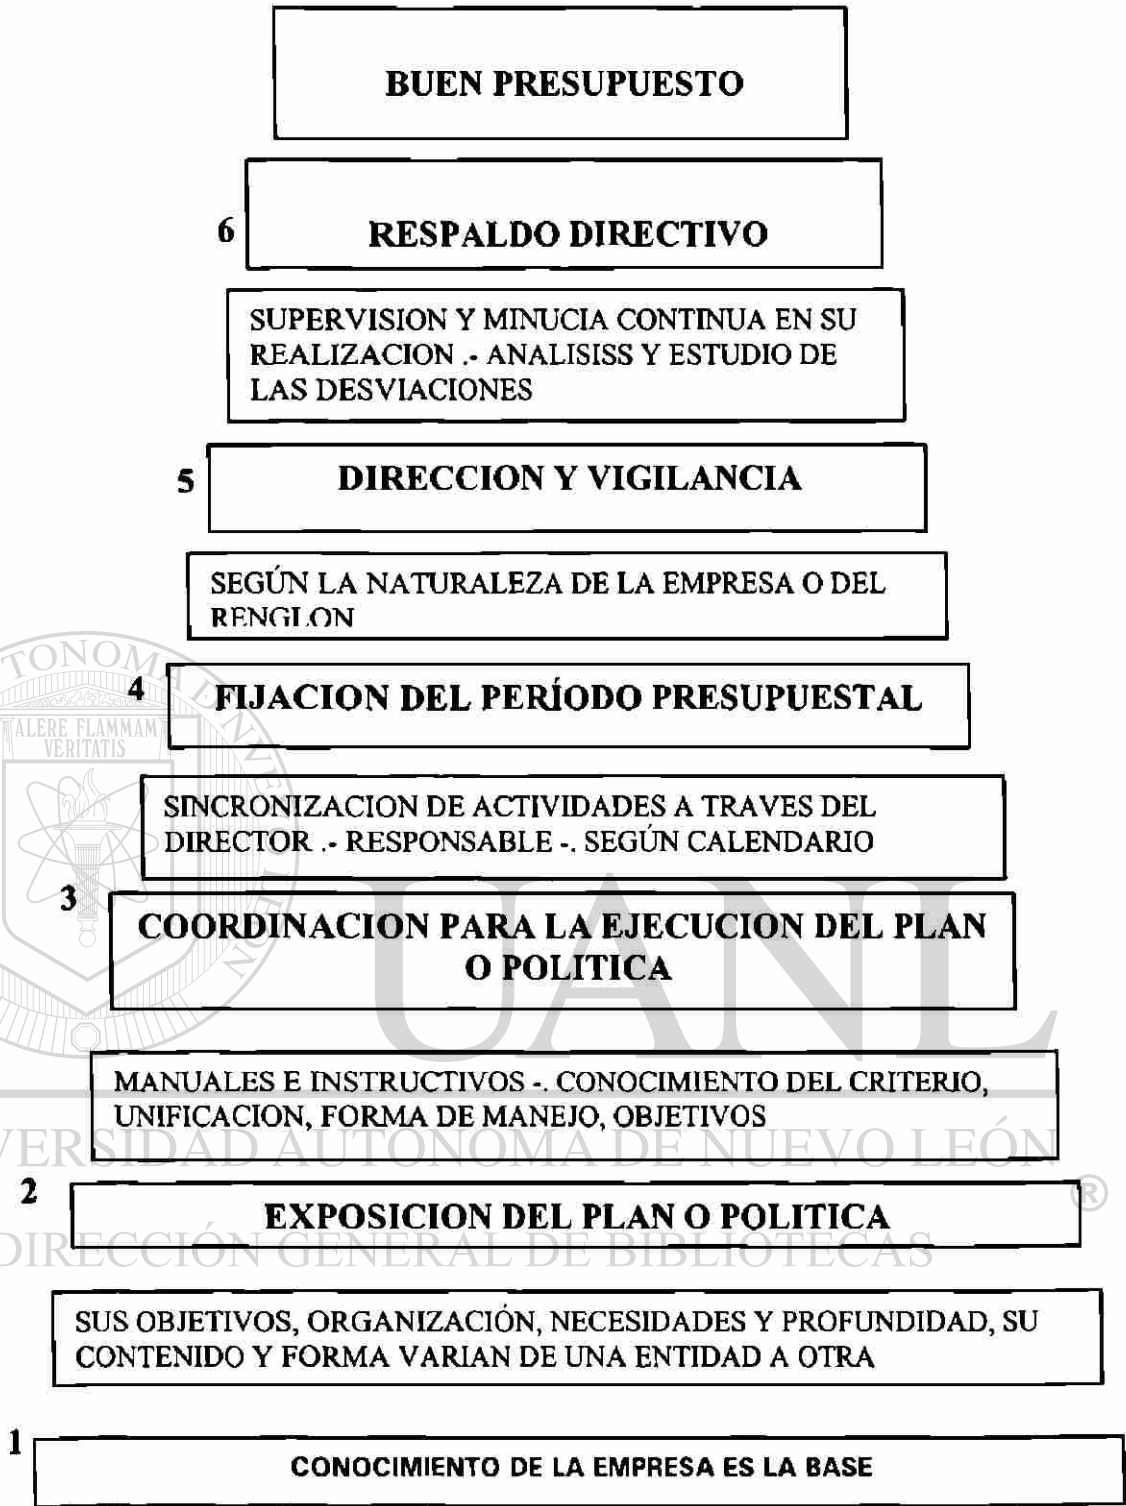 BUEN PRESUPUESTO
6
RESPALDO DIRECTIVO
SUPERVISION Y MINUCIA CONTINUA EN SU
REALIZACION .- ANALISISS Y ESTUDIO DE
LAS DESVIACIONES
5
DIRECCION Y VIGILANCIA
SEGÚN LA NATURALEZA DE LA EMPRESA O DEL
RENGLON
4
FIJACION DEL PERÍODO PRESUPUESTAL
SINCRONIZACION DE ACTIVIDADES A TRAVES DEL
DIRECTOR .- RESPONSABLE -. SEGÚN CALENDARIO
3
COORDINACION PARA LA EJECUCION DEL PLAN
O POLITICA
MANUALES E INSTRUCTIVOS -. CONOCIMIENTO DEL CRITERIO,
UNIFICACION, FORMA DE MANEJO, OBJETIVOS
2
EXPOSICION DEL PLAN O POLITICA
SUS OBJETIVOS, ORGANIZACIÓN, NECESIDADES Y PROFUNDIDAD, SU
CONTENIDO Y FORMA VARIAN DE UNA ENTIDAD A OTRA
1
CONOCIMIENTO DE LA EMPRESA ES LA BASE
TONOMA DE NUEVO LEÓN
ALERE FLAMMAM
VERITATIS
UANL
VERSIDAD AUTÓNOMA DE NUEVO LEÓN
®
DIRECCIÓN GENERAL DE BIBLIOTECAS